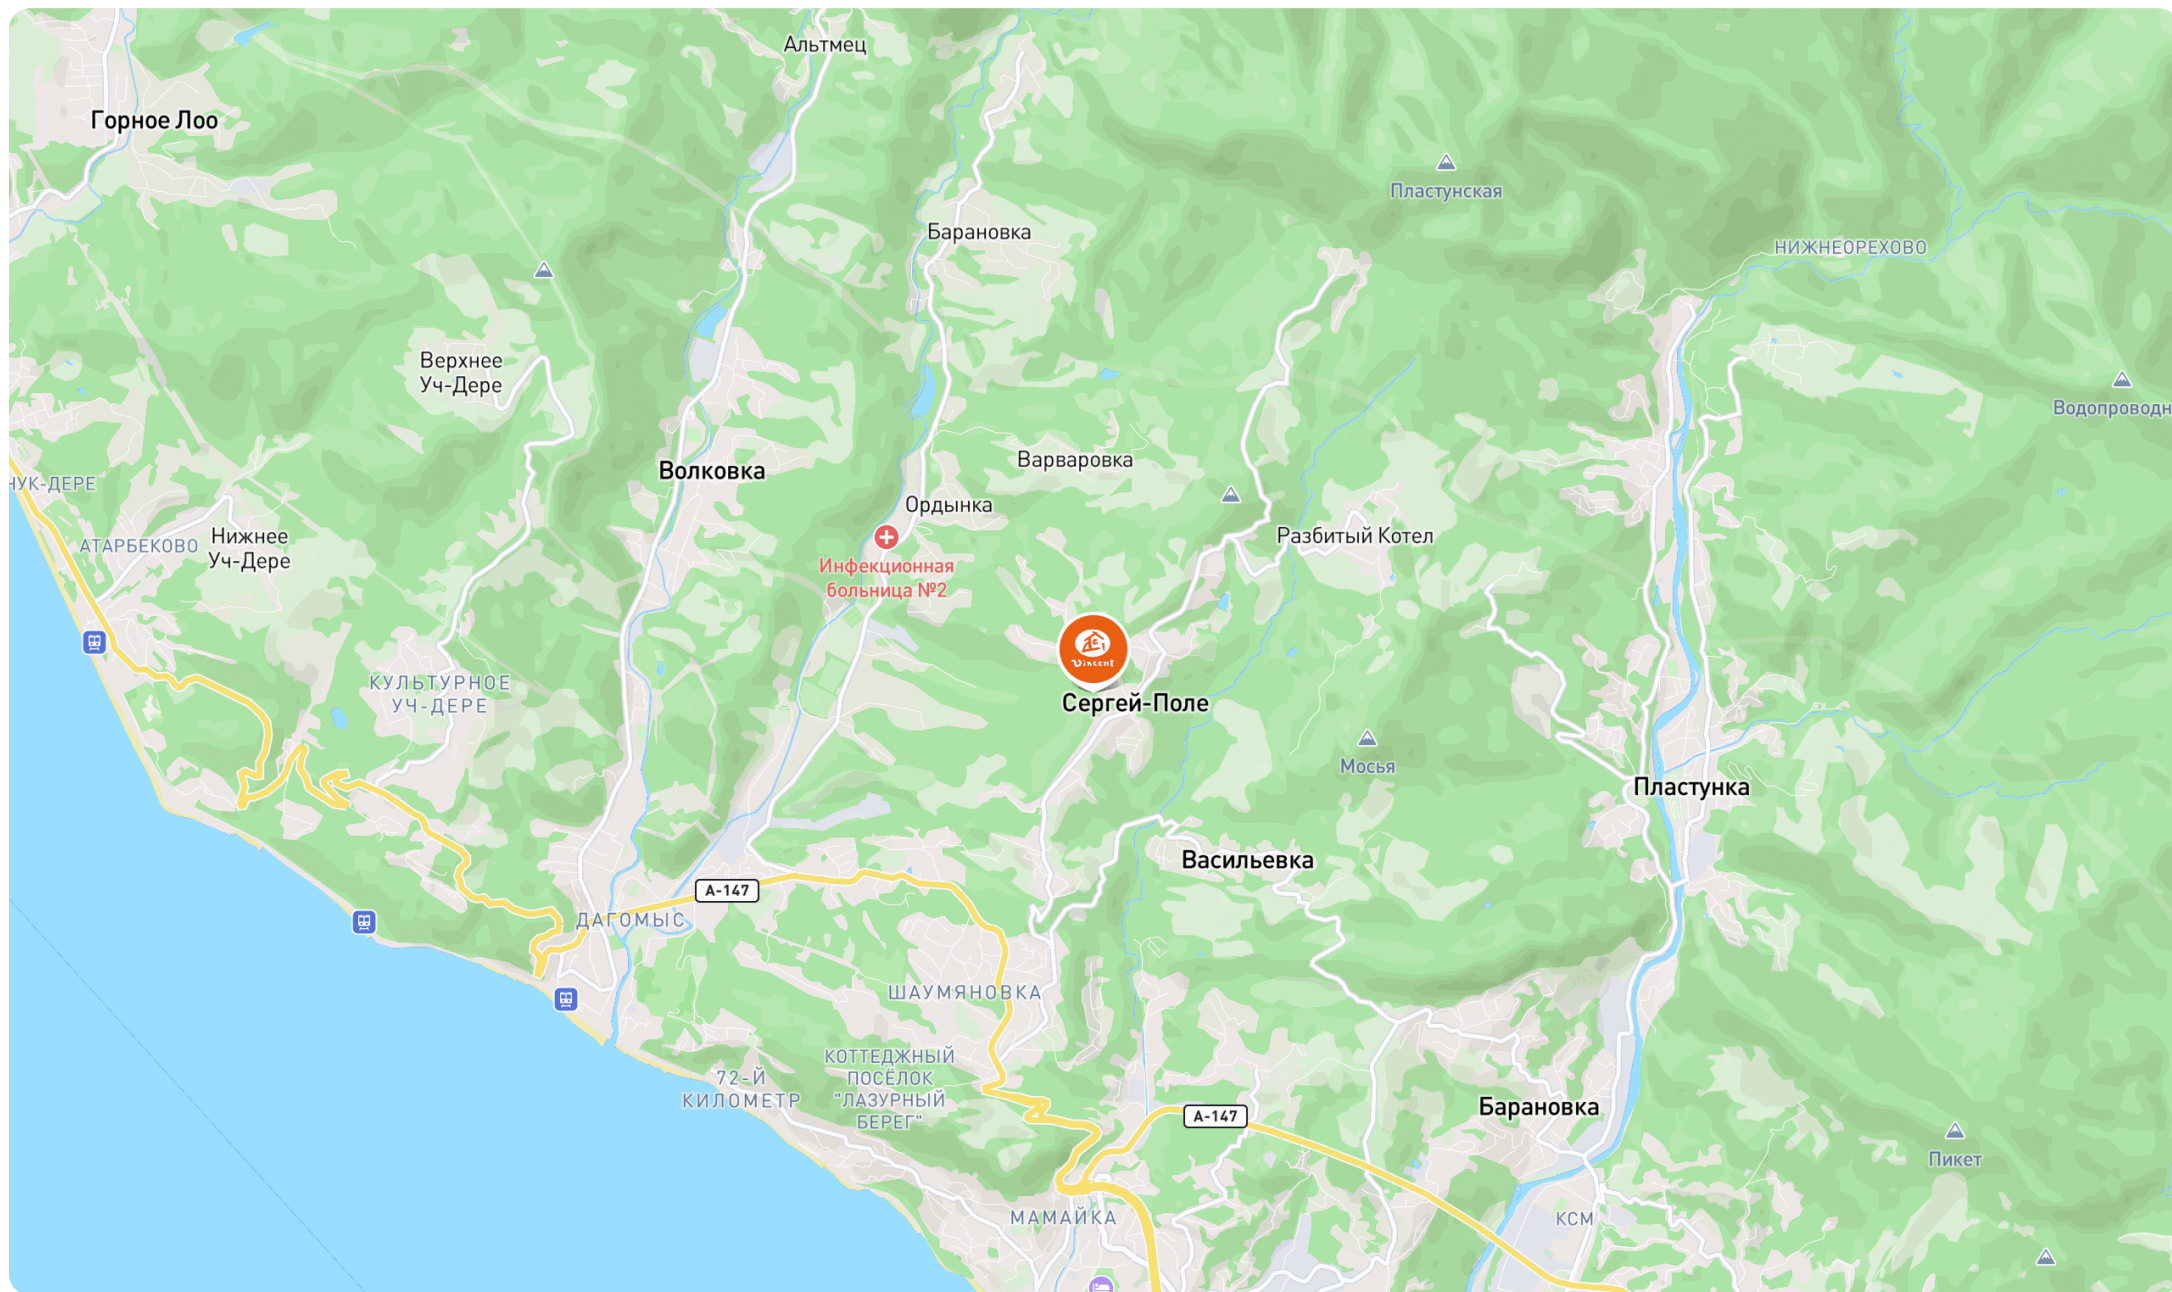 Альтмец
Горное Лоо
Пластунская
Барановка
НИЖНЕОРЕХОВО
Верхнее
Уч-Дере
Водопроводн
Волковка
Варваровка
НУК-ДЕРЕ
Ордынка
АТАРБЕКОВО
Нижнее
Уч-Дере
Разбитый Котел
Инфекционная
больница №2
Vincent
КУЛЬТУРНОЕ
УЧ-ДЕРЕ
Сергей-Поле
Мосья
Пластунка
Васильевка
А-147
ДАГОМЫС
ШАУМЯНОВКА
КОТТЕДЖНЫЙ
ПОСЁЛОК
"ЛАЗУРНЫЙ
БЕРЕГ"
72-Й
КИЛОМЕТР
А-147
Барановка
Пикет
МАМАЙКА
КСМ